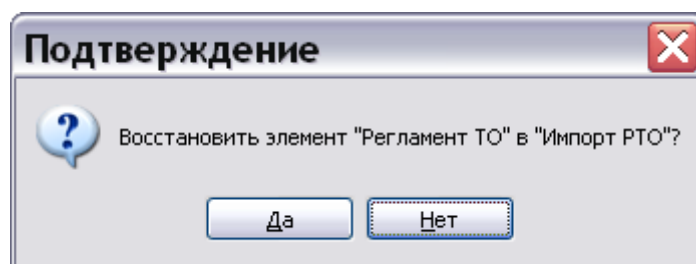 Подтверждение
Восстановить элемент "Регламент ТО" в "Импорт РТО"?
Да
Нет